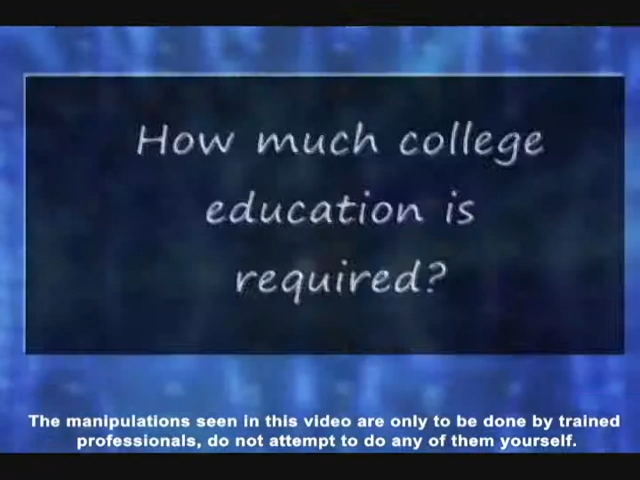 How much college
education is
required?
The manipulations seen in this video are only to be done by trained
professionals, do not attempt to do any of them yourself.